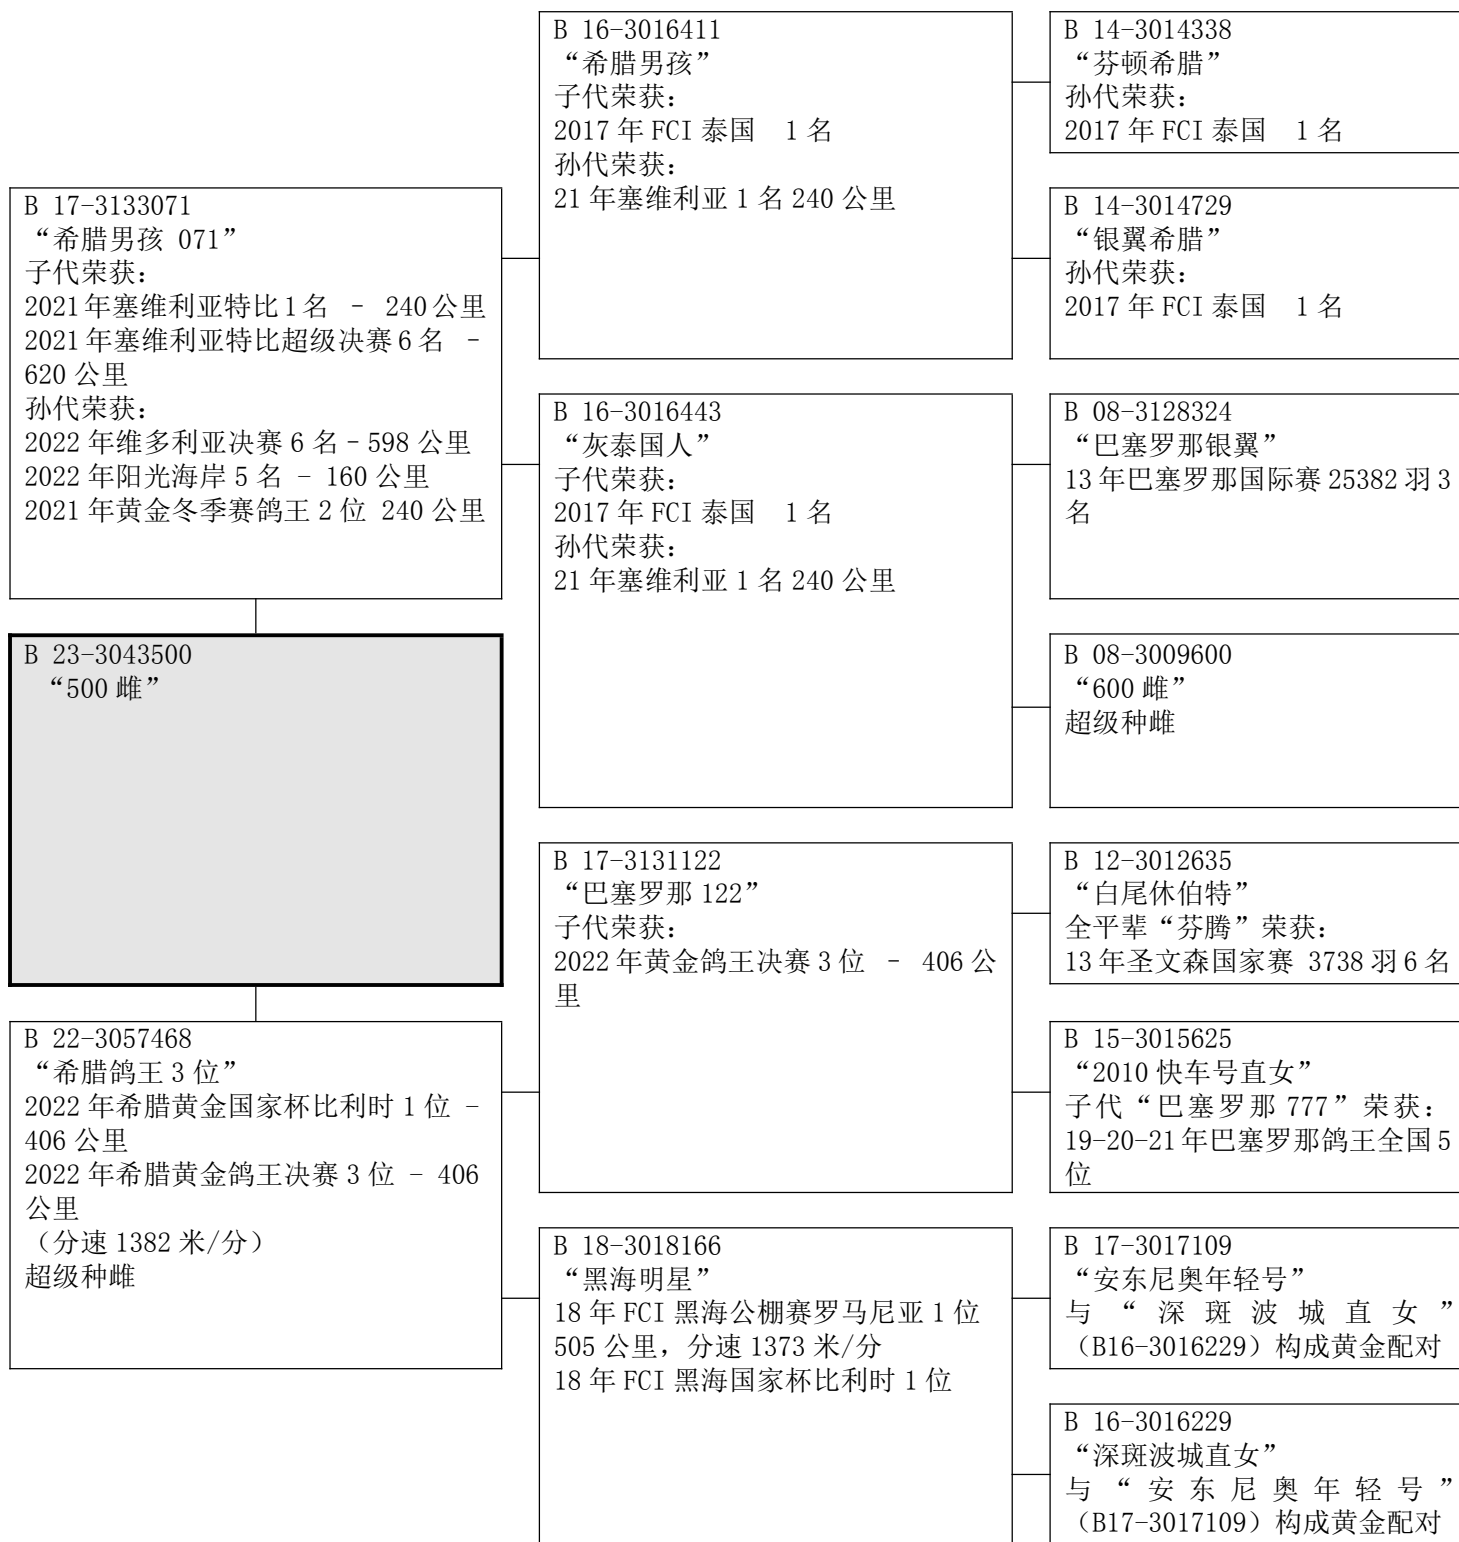 B 16-3016411
“希腊男孩”
子代荣获：
2017 年 FCI 泰国 1 名
孙代荣获：
21 年塞维利亚 1 名 240 公里
B 14-3014338
“芬顿希腊”
孙代荣获：
2017 年 FCI 泰国 1 名
B 17-3133071
“希腊男孩 071”
子代荣获：
2021年塞维利亚特比1名 – 240公里
2021年塞维利亚特比超级决赛6名 –
620 公里
孙代荣获：
2022 年维多利亚决赛 6 名–598 公里
2022 年阳光海岸 5 名 – 160 公里
2021 年黄金冬季赛鸽王 2 位 240 公里
B 14-3014729
“银翼希腊”
孙代荣获：
2017 年 FCI 泰国 1 名
B 16-3016443
“灰泰国人”
子代荣获：
2017 年 FCI 泰国 1 名
孙代荣获：
21 年塞维利亚 1 名 240 公里
B 08-3128324
“巴塞罗那银翼”
13 年巴塞罗那国际赛 25382 羽 3
名
B 23-3043500
“500 雌”
B 08-3009600
“600 雌”
超级种雌
B 17-3131122
“巴塞罗那 122”
子代荣获：
2022 年黄金鸽王决赛 3 位 – 406 公
里
B 12-3012635
“白尾休伯特”
全平辈“芬腾”荣获：
13 年圣文森国家赛 3738 羽 6 名
B 22-3057468
“希腊鸽王 3 位”
2022 年希腊黄金国家杯比利时 1 位 –
406 公里
2022 年希腊黄金鸽王决赛 3 位 – 406
公里
（分速 1382 米/分）
超级种雌
B 15-3015625
“2010 快车号直女”
子代“巴塞罗那 777”荣获：
19-20-21 年巴塞罗那鸽王全国 5
位
B 18-3018166
“黑海明星”
18 年 FCI 黑海公棚赛罗马尼亚 1 位
505 公里，分速 1373 米/分
18 年 FCI 黑海国家杯比利时 1 位
B 17-3017109
“安东尼奥年轻号”
与“深斑波城直女”
（B16-3016229）构成黄金配对
B 16-3016229
“深斑波城直女”
与“安东尼奥年轻号”
（B17-3017109）构成黄金配对